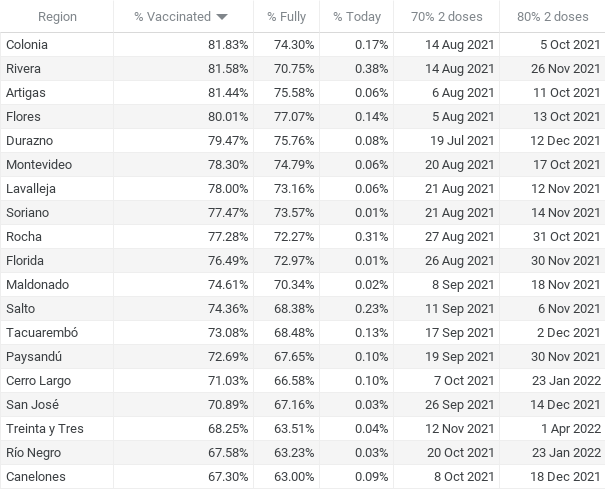 Region % Vaccinated % Fully % Today 70% 2 doses 80% 2 doses
Colonia 81.83% 74.30% 0.17% 14 Aug 2021 5 Oct 2021
Rivera 81.58% 70.75% 0.38% 14 Aug 2021 26 Nov 2021
Artigas 81.44% 75.58% 0.06% 6 Aug 2021 11 Oct 2021
Flores 80.01% 77.07% 0.14% 5 Aug 2021 13 Oct 2021
Durazno 79.47% 75.76% 0.08% 19 Jul 2021 12 Dec 2021
Montevideo 78.30% 74.79% 0.06% 20 Aug 2021 17 Oct 2021
Lavalleja 78.00% 73.16% 0.06% 21 Aug 2021 12 Nov 2021
Soriano 77.47% 73.57% 0.01% 21 Aug 2021 14 Nov 2021
Rocha 77.28% 72.27% 0.31% 27 Aug 2021 31 Oct 2021
Florida 76.49% 72.97% 0.01% 26 Aug 2021 30 Nov 2021
Maldonado 74.61% 70.34% 0.02% 8 Sep 2021 18 Nov 2021
Salto 74.36% 68.38% 0.23% 11 Sep 2021 6 Nov 2021
Tacuarembó 73.08% 68.48% 0.13% 17 Sep 2021 2 Dec 2021
Paysandú 72.69% 67.65% 0.10% 19 Sep 2021 30 Nov 2021
Cerro Largo 71.03% 66.58% 0.10% 7 Oct 2021 23 Jan 2022
San José 70.89% 67.16% 0.03% 26 Sep 2021 14 Dec 2021
Treinta y Tres 68.25% 63.51% 0.04% 12 Nov 2021 1 Apr 2022
Río Negro 67.58% 63.23% 0.03% 20 Oct 2021 23 Jan 2022
Canelones 67.30% 63.00% 0.09% 8 Oct 2021 18 Dec 2021